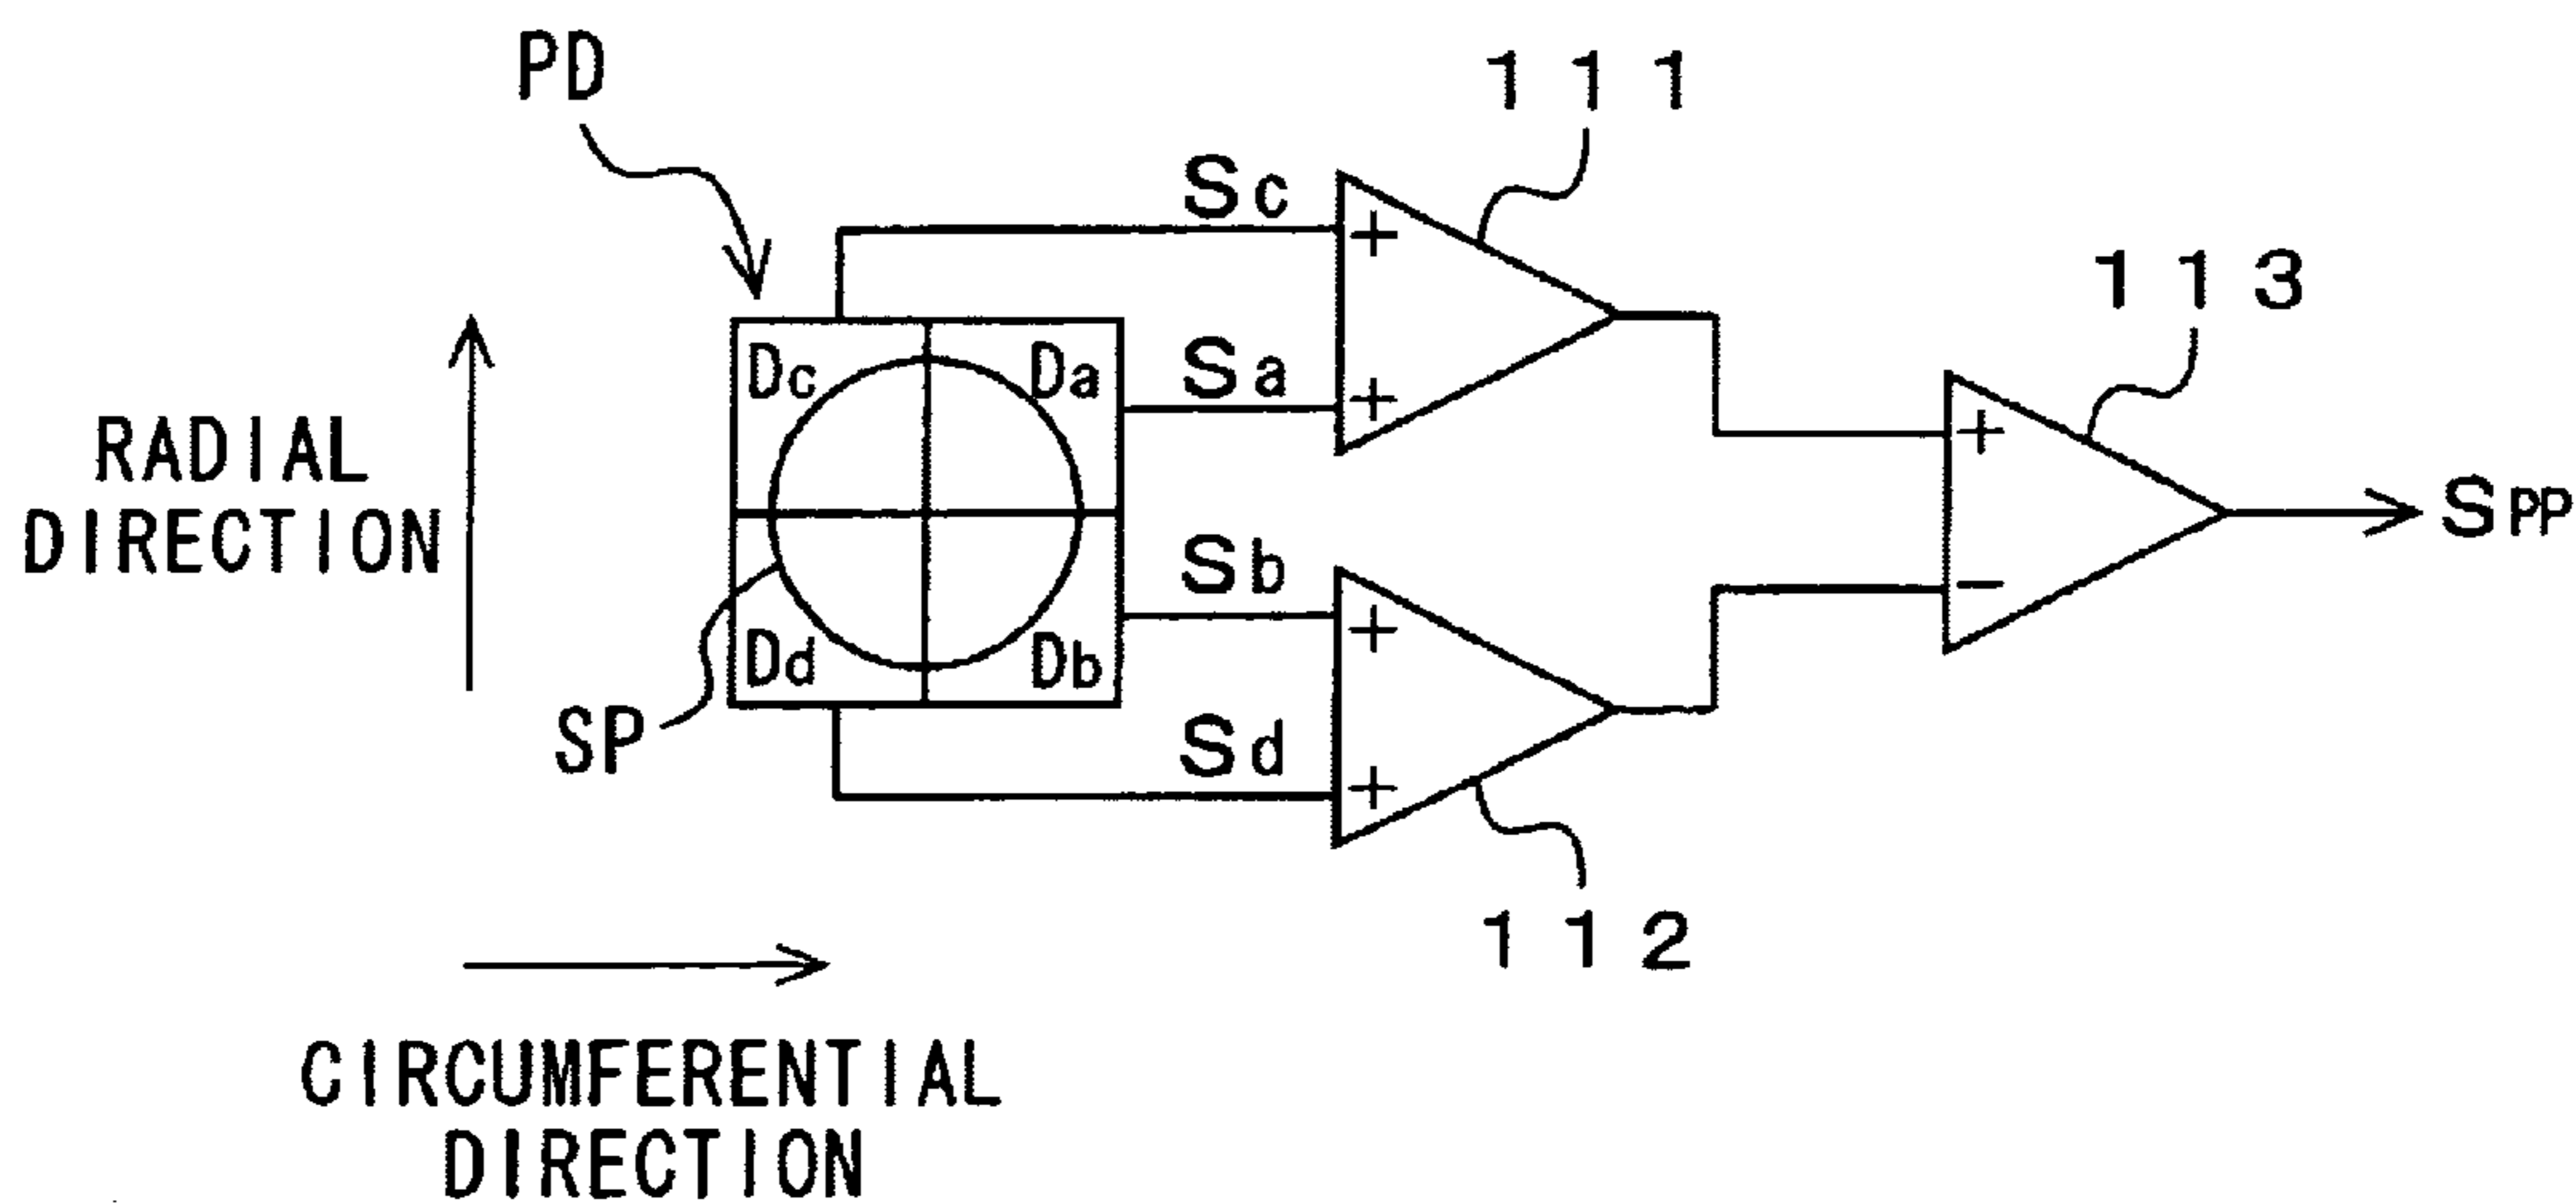 PD
111
Sc
113
Dc
Da
Sa
+
+
RADIAL
DIRECTION
+
SPP
Sb
−
Dd
Db
+
SP
Sd
+
112
CIRCUMFERENTIAL
DIRECTION